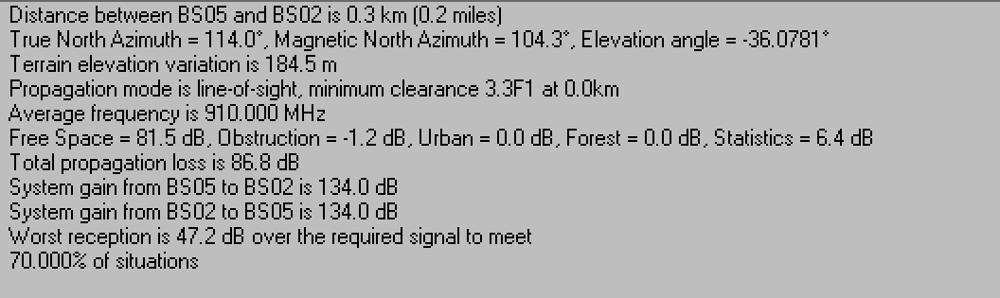 Distance between BS05 and BS02 is 0.3 km (0.2 miles)
True North Azimuth = 114.0°, Magnetic North Azimuth = 104.3°, Elevation angle = -36.0781°
Terrain elevation variation is 184.5 m
Propagation mode is line-of-sight, minimum clearance 3.3F1 at 0.0km
Average frequency is 910.000 MHz
Free Space = 81.5 dB, Obstruction = -1.2 dB, Urban = 0.0 dB, Forest = 0.0 dB, Statistics = 6.4 dB
Total propagation loss is 86.8 dB
System gain from BS05 to BS02 is 134.0 dB
System gain from BS02 to BS05 is 134.0 dB
Worst reception is 47.2 dB over the required signal to meet
70.000% of situations